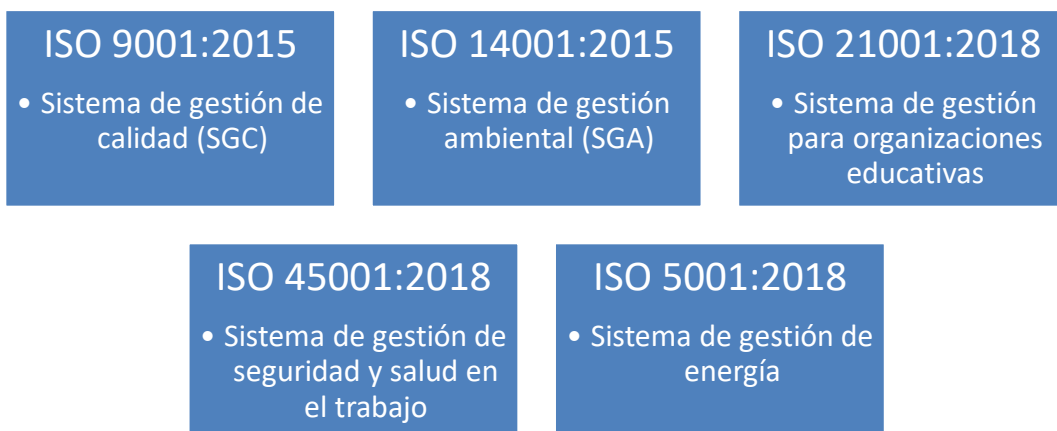 ISO 9001:2015
• Sistema de gestión de
calidad (SGC)
ISO 14001:2015
• Sistema de gestión
ambiental (SGA)
ISO 21001:2018
• Sistema de gestión
para organizaciones
educativas
ISO 45001:2018
• Sistema de gestión de
seguridad y salud en
el trabajo
ISO 5001:2018
• Sistema de gestión de
energía